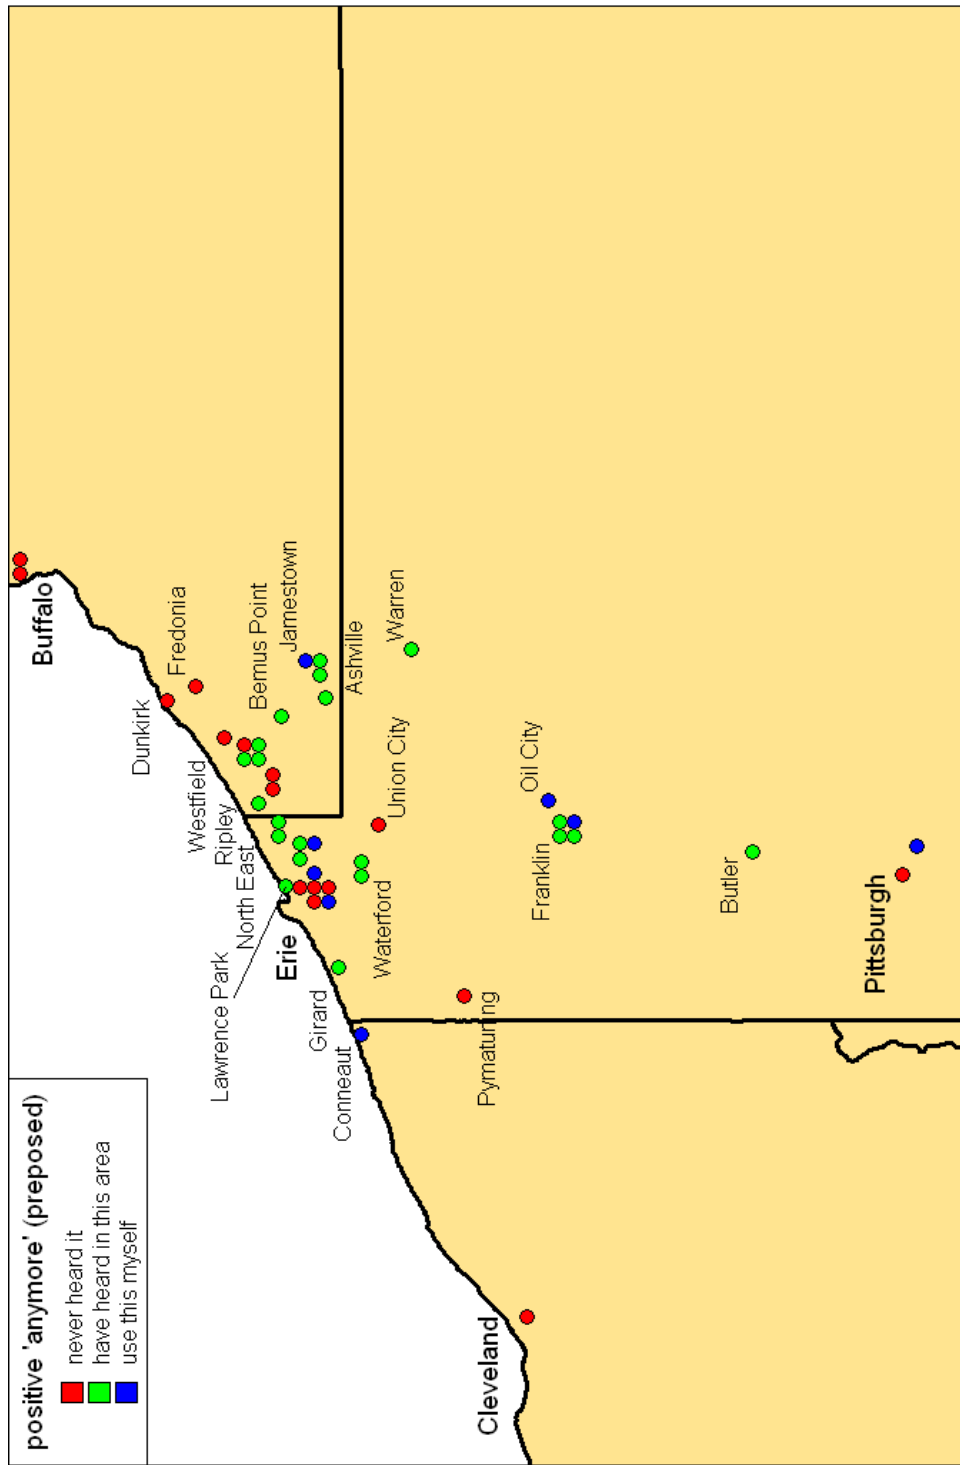 positive 'anymore' (preposed)
never heard it
have heard in this area
use this myself
Buffalo
Fredonia
Dunkirk
Bemus Point
Jamestown
Westfield
Ashville
Ripley
Warren
North East
Lawrence Park
Erie
Union City
Girard
Waterford
Conneaut
Oil City
Pymatuning
Franklin
Cleveland
Butler
Pittsburgh